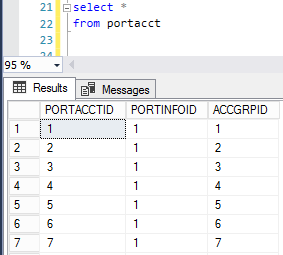 21 select *
22 from portacct
23
95 %
Results Messages
PORTACCTID PORTINFOID ACCGRPID
1 1 1 1
2 2 1 2
3 3 1 3
4 4 1 4
5 5 1 5
6 6 1 6
7 7 1 7